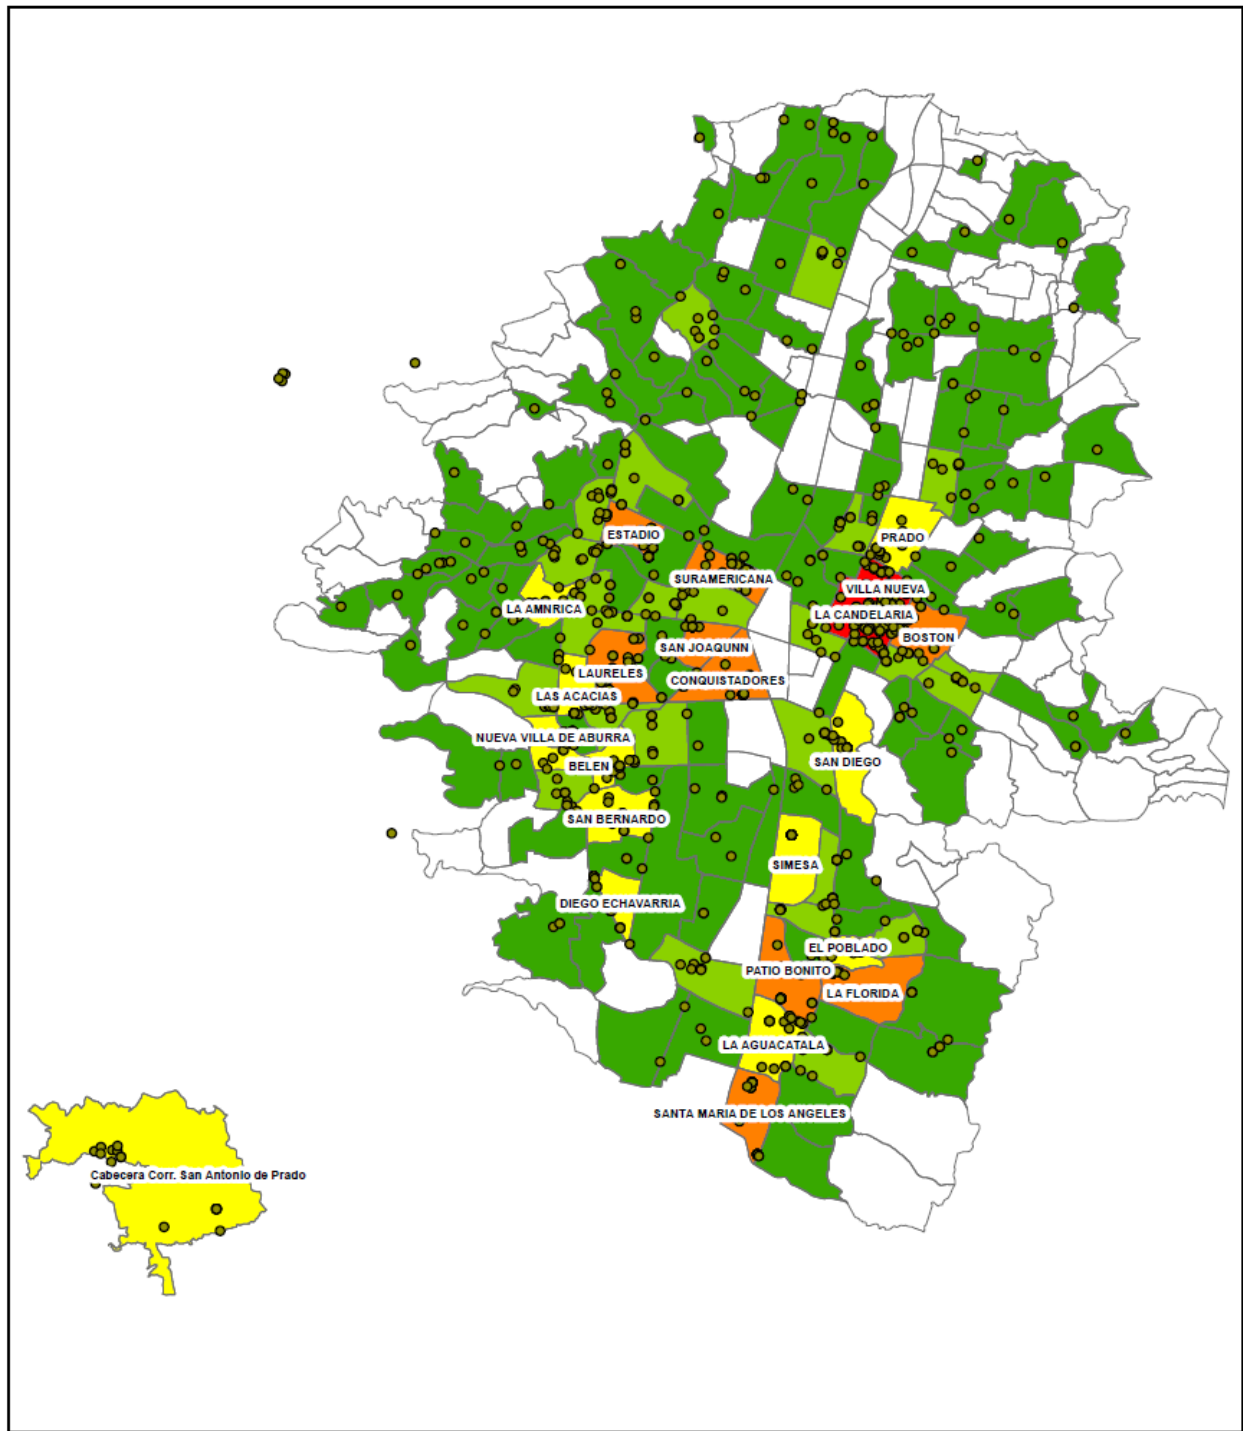 ESTADIO
PRADO
SURAMERICANA
VILLA NUEVA
LA AMNRICA
LA CANDELARIA
BOSTON
SAN JOAQUNN
LAURELES
CONQUISTADORES
LAS ACACIAS
NUEVA VILLA DE ABURRA
BELEN
SAN DIEGO
SAN BERNARDO
SIMESA
DIEGO ECHAVARRIA
EL POBLADO
PATIO BONITO
LA FLORIDA
LA AGUACATALA
SANTA MARIA DE LOS ANGELES
Cabecera Corr. San Antonio de Prado